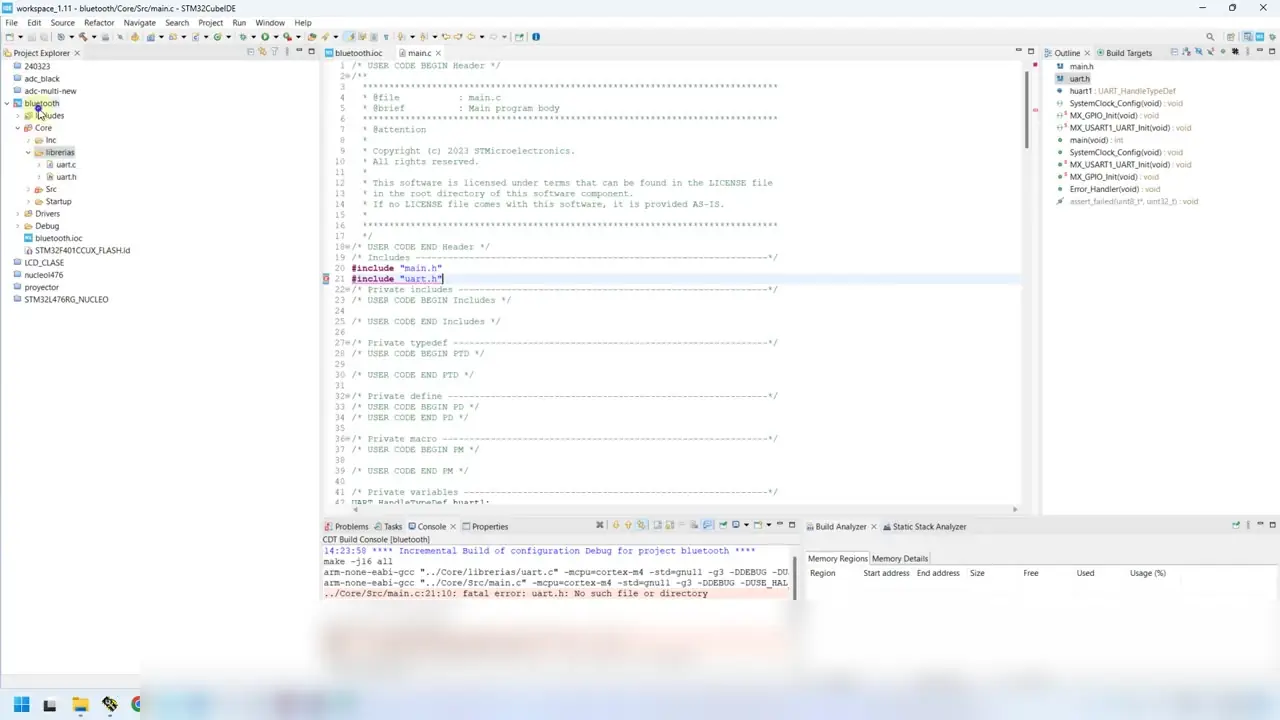 workspace_1.11 - bluetooth/Core/Src/main.c - STM32CubeIDE
File Edit Source Refactor Navigate Search Project Run Window Help
Project Explorer
240323
adc_black
adc-multi-new
bluetooth
Includes
Core
Inc
librerias
uart.c
uart.h
Src
Startup
Drivers
Debug
bluetooth.ioc
STM32F401CCUX_FLASH.ld
LCD_CLASE
nucleol476
proyector
STM32L476RG_NUCLEO
bluetooth.ioc main.c
1 /* USER CODE BEGIN Header */
2 /**
3 ******************************************************************************
4 * @file : main.c
5 * @brief : Main program body
6 ******************************************************************************
7 * @attention
8 *
9 * Copyright (c) 2023 STMicroelectronics.
10 * All rights reserved.
11 *
12 * This software is licensed under terms that can be found in the LICENSE file
13 * in the root directory of this software component.
14 * If no LICENSE file comes with this software, it is provided AS-IS.
15 *
16 ******************************************************************************
17 */
18 /* USER CODE END Header */
19 /* Includes ------------------------------------------------------------------*/
20 #include "main.h"
21 #include "uart.h"
22 /* Private includes ----------------------------------------------------------*/
23 /* USER CODE BEGIN Includes */
24
25 /* USER CODE END Includes */
26
27 /* Private typedef -----------------------------------------------------------*/
28 /* USER CODE BEGIN PTD */
29
30 /* USER CODE END PTD */
31
32 /* Private define ------------------------------------------------------------*/
33 /* USER CODE BEGIN PD */
34 /* USER CODE END PD */
35
36 /* Private macro -------------------------------------------------------------*/
37 /* USER CODE BEGIN PM */
38
39 /* USER CODE END PM */
40
41 /* Private variables ---------------------------------------------------------*/
42 UART_HandleTypeDef huart1;
Outline Build Targets
main.h
uart.h
huart1 : UART_HandleTypeDef
SystemClock_Config(void) : void
MX_GPIO_Init(void) : void
MX_USART1_UART_Init(void) : void
main(void) : int
SystemClock_Config(void) : void
MX_USART1_UART_Init(void) : void
MX_GPIO_Init(void) : void
Error_Handler(void) : void
assert_failed(uint8_t*, uint32_t) : void
Problems Tasks Console Properties
CDT Build Console [bluetooth]
14:23:58 **** Incremental Build of configuration Debug for project bluetooth ****
make -j16 all
arm-none-eabi-gcc "../Core/librerias/uart.c" -mcpu=cortex-m4 -std=gnu11 -g3 -DDEBUG -DU
arm-none-eabi-gcc "../Core/Src/main.c" -mcpu=cortex-m4 -std=gnu11 -g3 -DDEBUG -DUSE_HAL
../Core/Src/main.c:21:10: fatal error: uart.h: No such file or directory
Build Analyzer Static Stack Analyzer
Memory Regions Memory Details
Region Start address End address Size Free Used Usage (%)